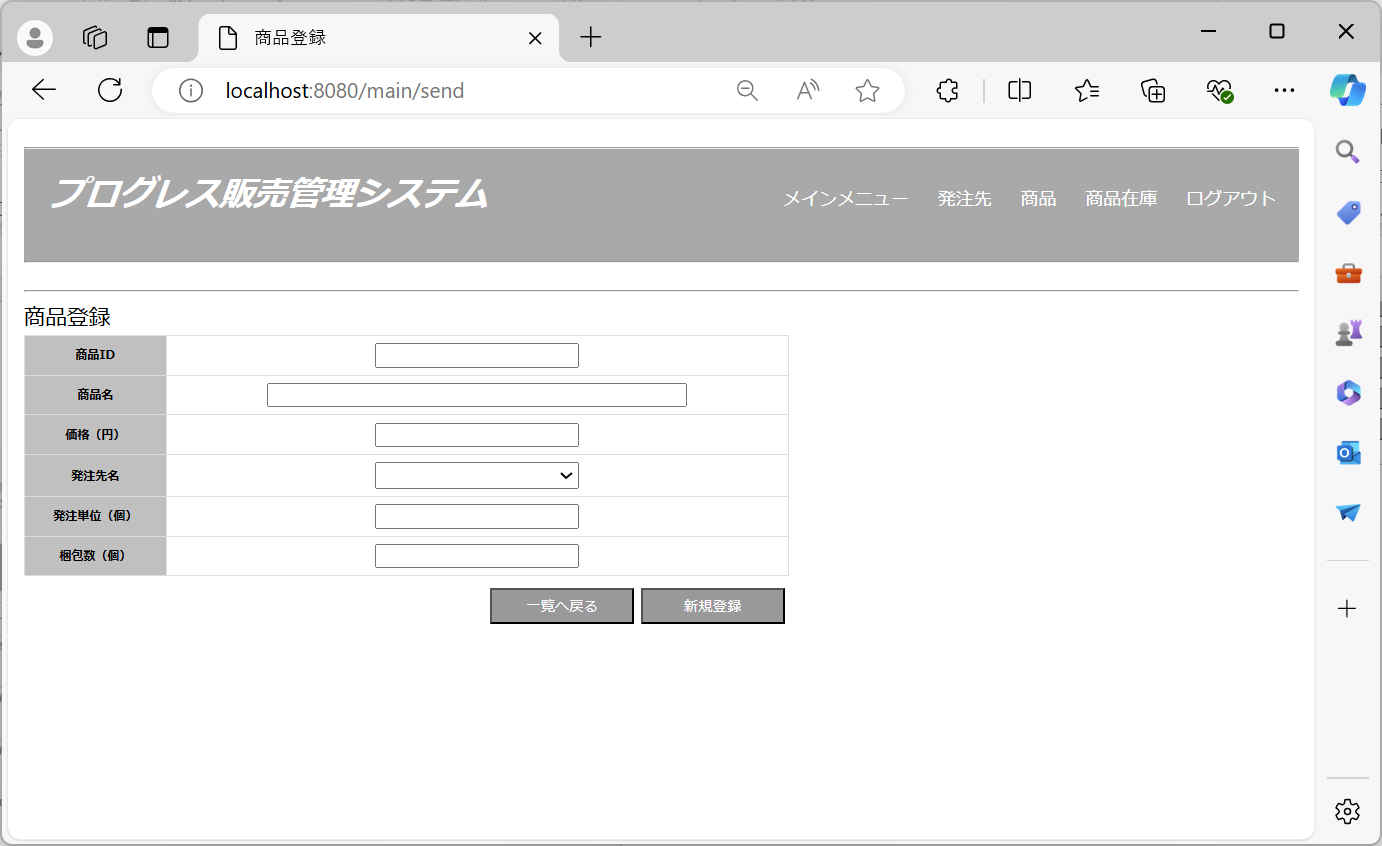 商品登録
localhost:8080/main/send
プログレス販売管理システム
メインメニュー 発注先 商品 商品在庫 ログアウト
商品登録
商品ID
商品名
価格（円）
発注先名
発注単位（個）
梱包数（個）
一覧へ戻る 新規登録